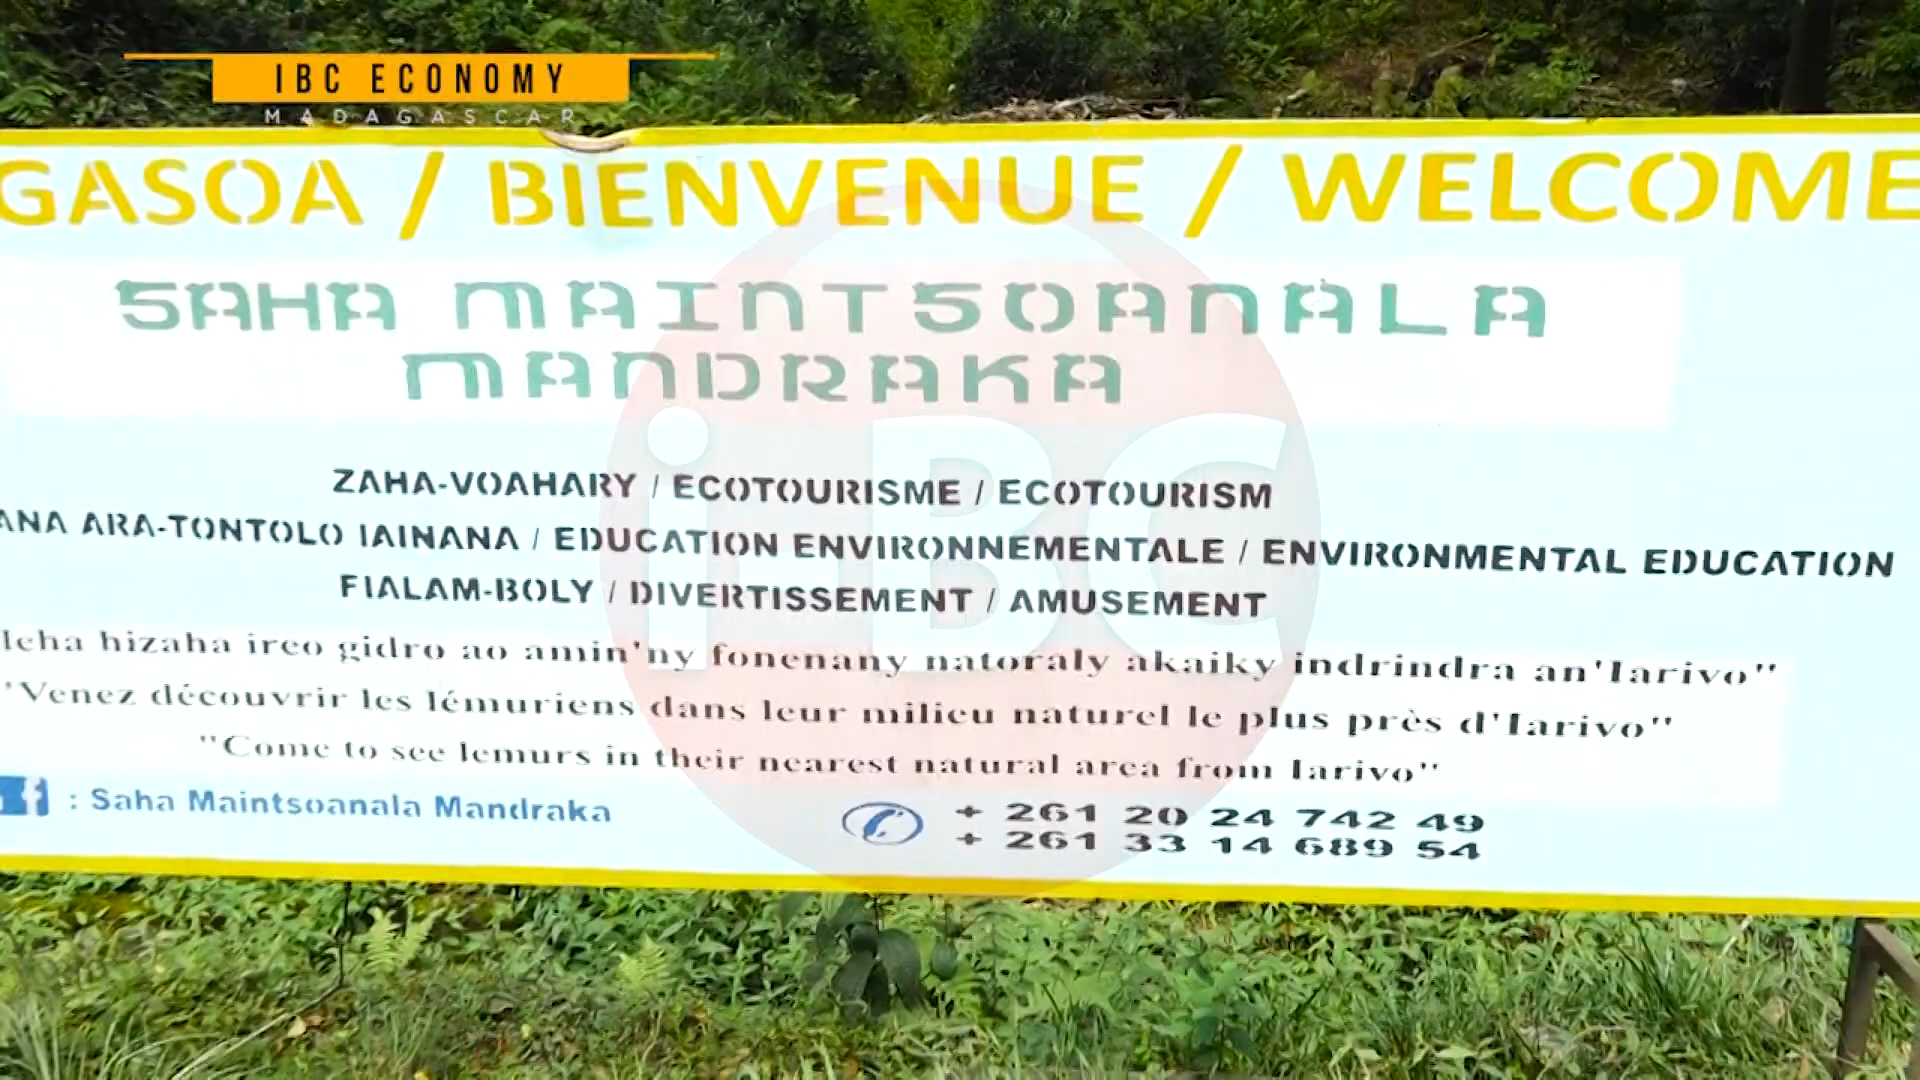 IBC ECONOMY
MADAGASCAR
GASOA / BIENVENUE / WELCOME
SAHA MAINTSOANALA
MANDRAKA
ZAHA-VOAHARY / ECOTOURISME / ECOTOURISM
ANA ARA-TONTOLO IAINANA / EDUCATION ENVIRONNEMENTALE / ENVIRONMENTAL EDUCATION
FIALAM-BOLY / DIVERTISSEMENT / AMUSEMENT
hizaha ireo gidro ao amin'ny fonenany natoraly akaiky indrindra an'Iarivo"
"Venez découvrir les lémuriens dans leur milieu naturel le plus près d'Iarivo"
"Come to see lemurs in their nearest natural area from Iarivo"
f : Saha Maintsoanala Mandraka
+ 261 20 24 742 49
+ 261 33 14 689 54
iBC